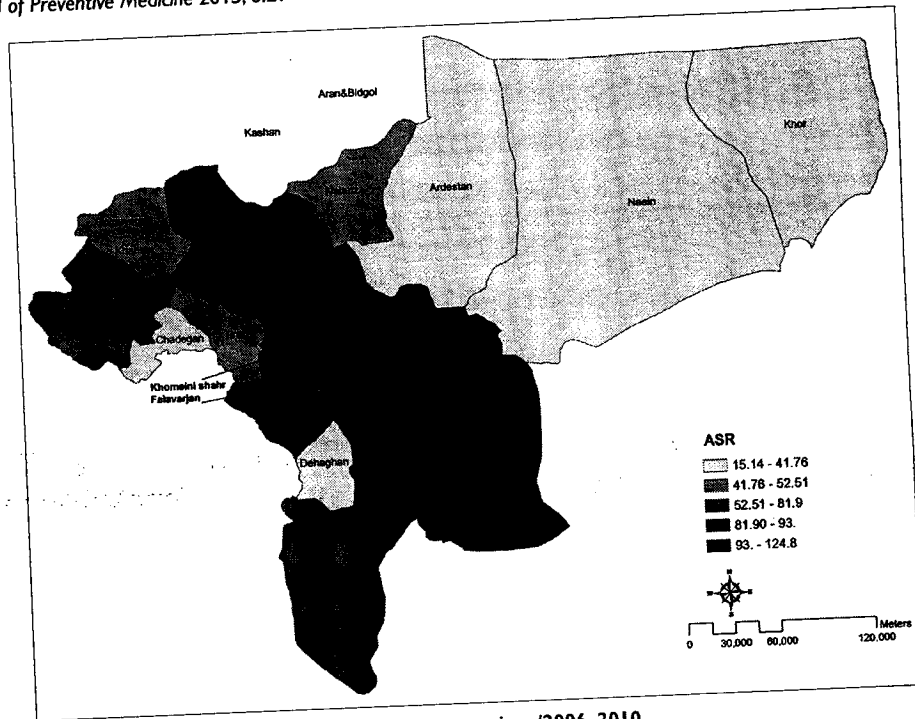 of Preventive Medicine 2015,
Aran&Bidgol
Kashan
Khor
Ardestan
Naein
Chadegan
Khomeini shahr
Falavarjan
Dehaghan
ASR
15.14 - 41.76
41.76 - 52.51
52.51 - 81.9
81.90 - 93.
93. - 124.8
Meters
0 30,000 60,000 120,000
/2006-2010